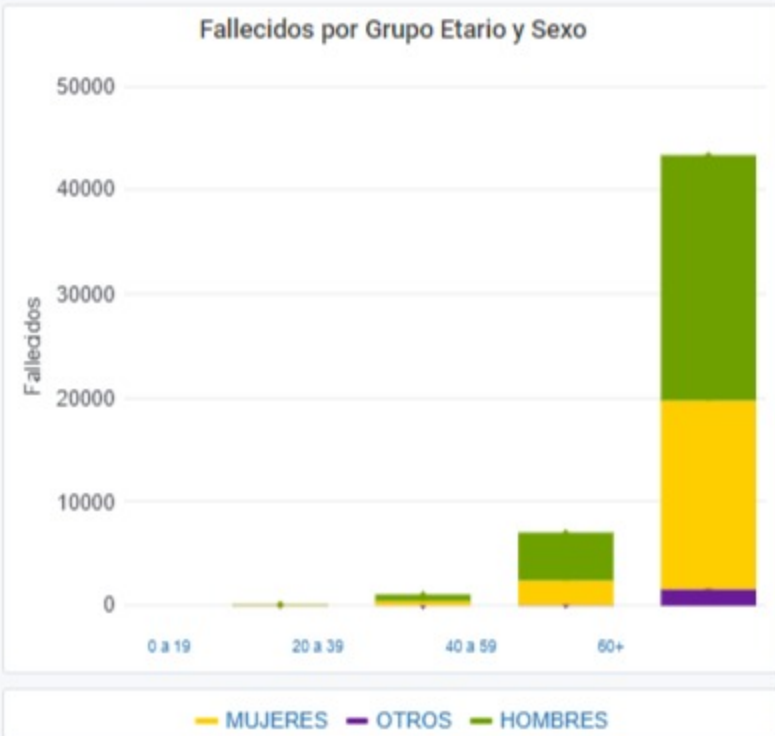 Fallecidos por Grupo Etario y Sexo
50000
40000
30000
20000
10000
0
Fallecidos
0 a 19 20 a 39 40 a 59 60+
MUJERES OTROS HOMBRES